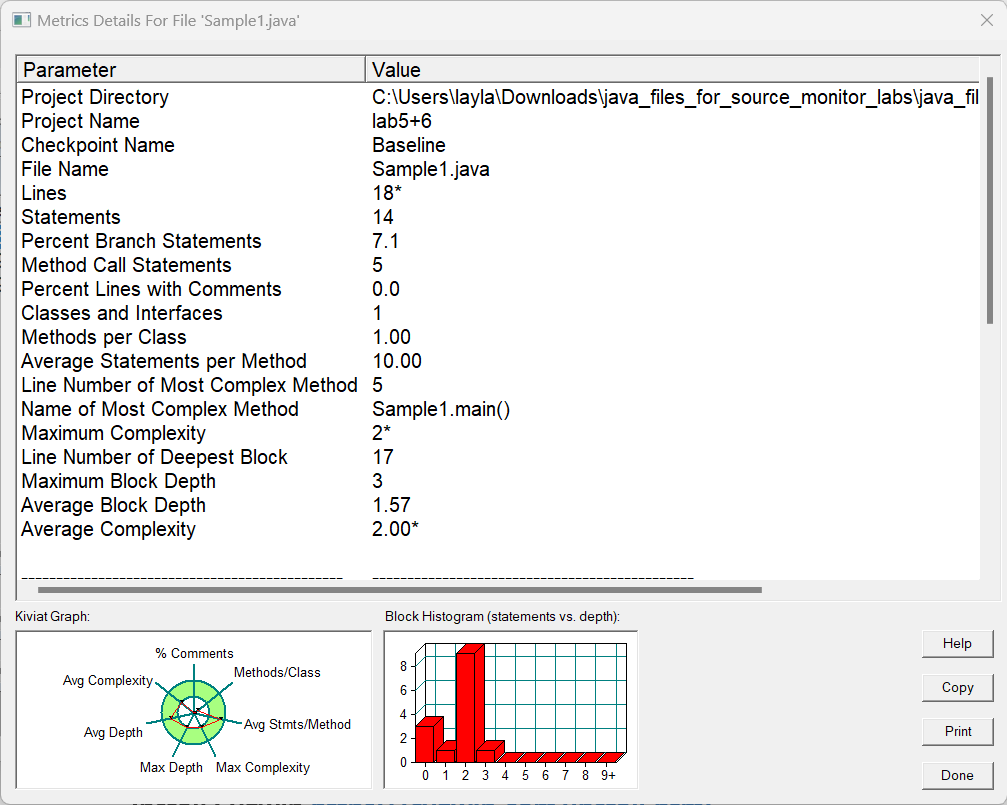 Metrics Details For File 'Sample1.java'
Parameter Value
Project Directory C:\Users\layla\Downloads\java_files_for_source_monitor_labs\java_fil
Project Name lab5+6
Checkpoint Name Baseline
File Name Sample1.java
Lines 18*
Statements 14
Percent Branch Statements 7.1
Method Call Statements 5
Percent Lines with Comments 0.0
Classes and Interfaces 1
Methods per Class 1.00
Average Statements per Method 10.00
Line Number of Most Complex Method 5
Name of Most Complex Method Sample1.main()
Maximum Complexity 2*
Line Number of Deepest Block 17
Maximum Block Depth 3
Average Block Depth 1.57
Average Complexity 2.00*
Kiviat Graph:
% Comments
Methods/Class
Avg Complexity
Avg Stmts/Method
Avg Depth
Max Depth Max Complexity
Block Histogram (statements vs. depth):
8
6
4
2
0
0 1 2 3 4 5 6 7 8 9+
Help
Copy
Print
Done